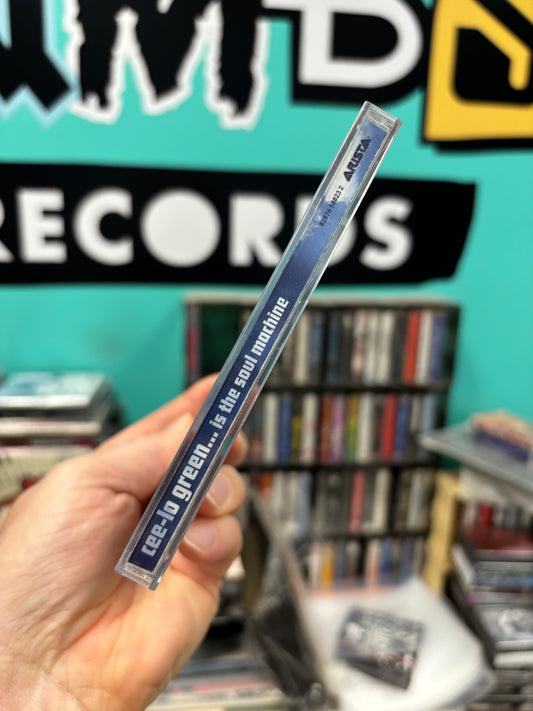 RECORDS
ARISTA
cee-lo green... is the soul machine